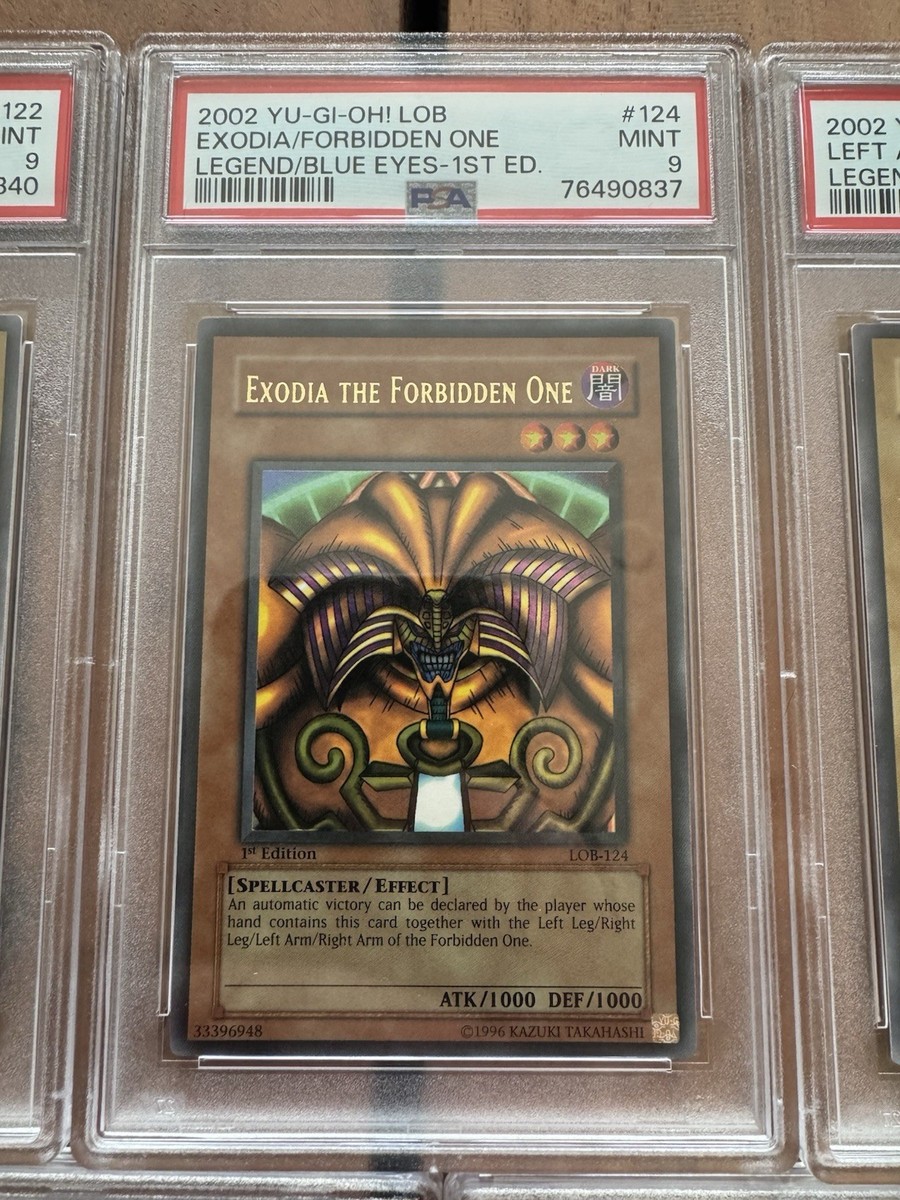 122
INT
9
340
2002 YU-GI-OH! LOB #124
EXODIA/FORBIDDEN ONE MINT
LEGEND/BLUE EYES-1ST ED. 9
PSA 76490837
2002 Y
LEFT A
LEGEN
EXODIA THE FORBIDDEN ONE
DARK
闇
1st Edition LOB-124
[SPELLCASTER/EFFECT]
An automatic victory can be declared by the player whose
hand contains this card together with the Left Leg/Right
Leg/Left Arm/Right Arm of the Forbidden One.
ATK/1000 DEF/1000
33396948 ©1996 KAZUKI TAKAHASHI